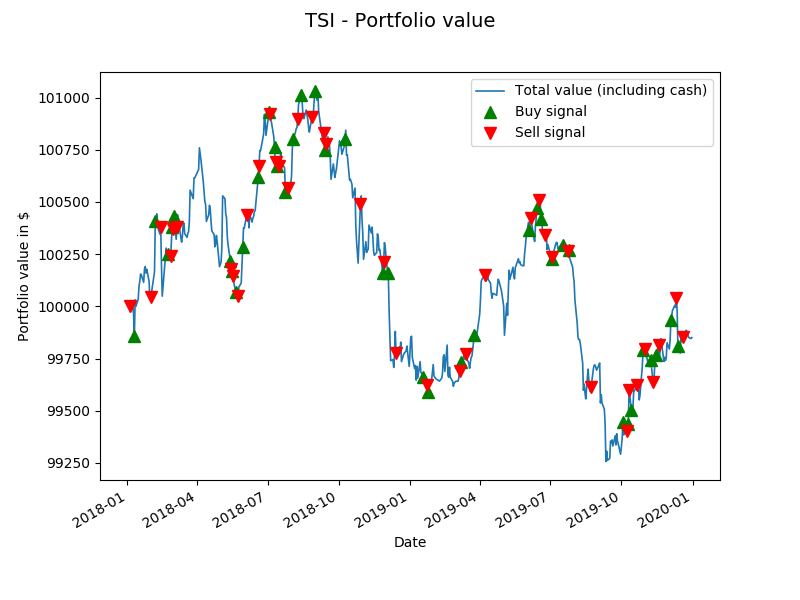 TSI - Portfolio value
Total value (including cash)
Buy signal
Sell signal
101000
100750
100500
100250
100000
99750
99500
99250
Portfolio value in $
2018-01
2018-04
2018-07
2018-10
2019-01
2019-04
2019-07
2019-10
2020-01
Date